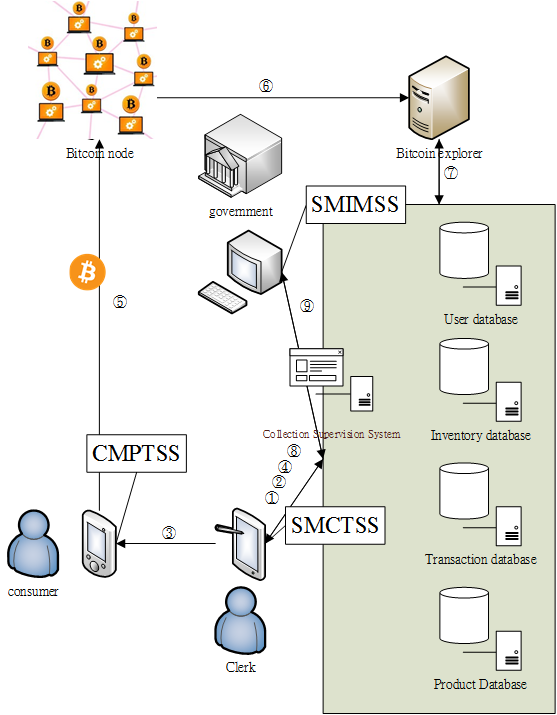 ⑥
Bitcoin node
Bitcoin explorer
⑦
government
SMIMSS
⑨
User database
⑤
Inventory database
Collection Supervision System
⑧
CMPTSS
④
②
①
SMCTSS
③
Transaction database
consumer
Clerk
Product Database